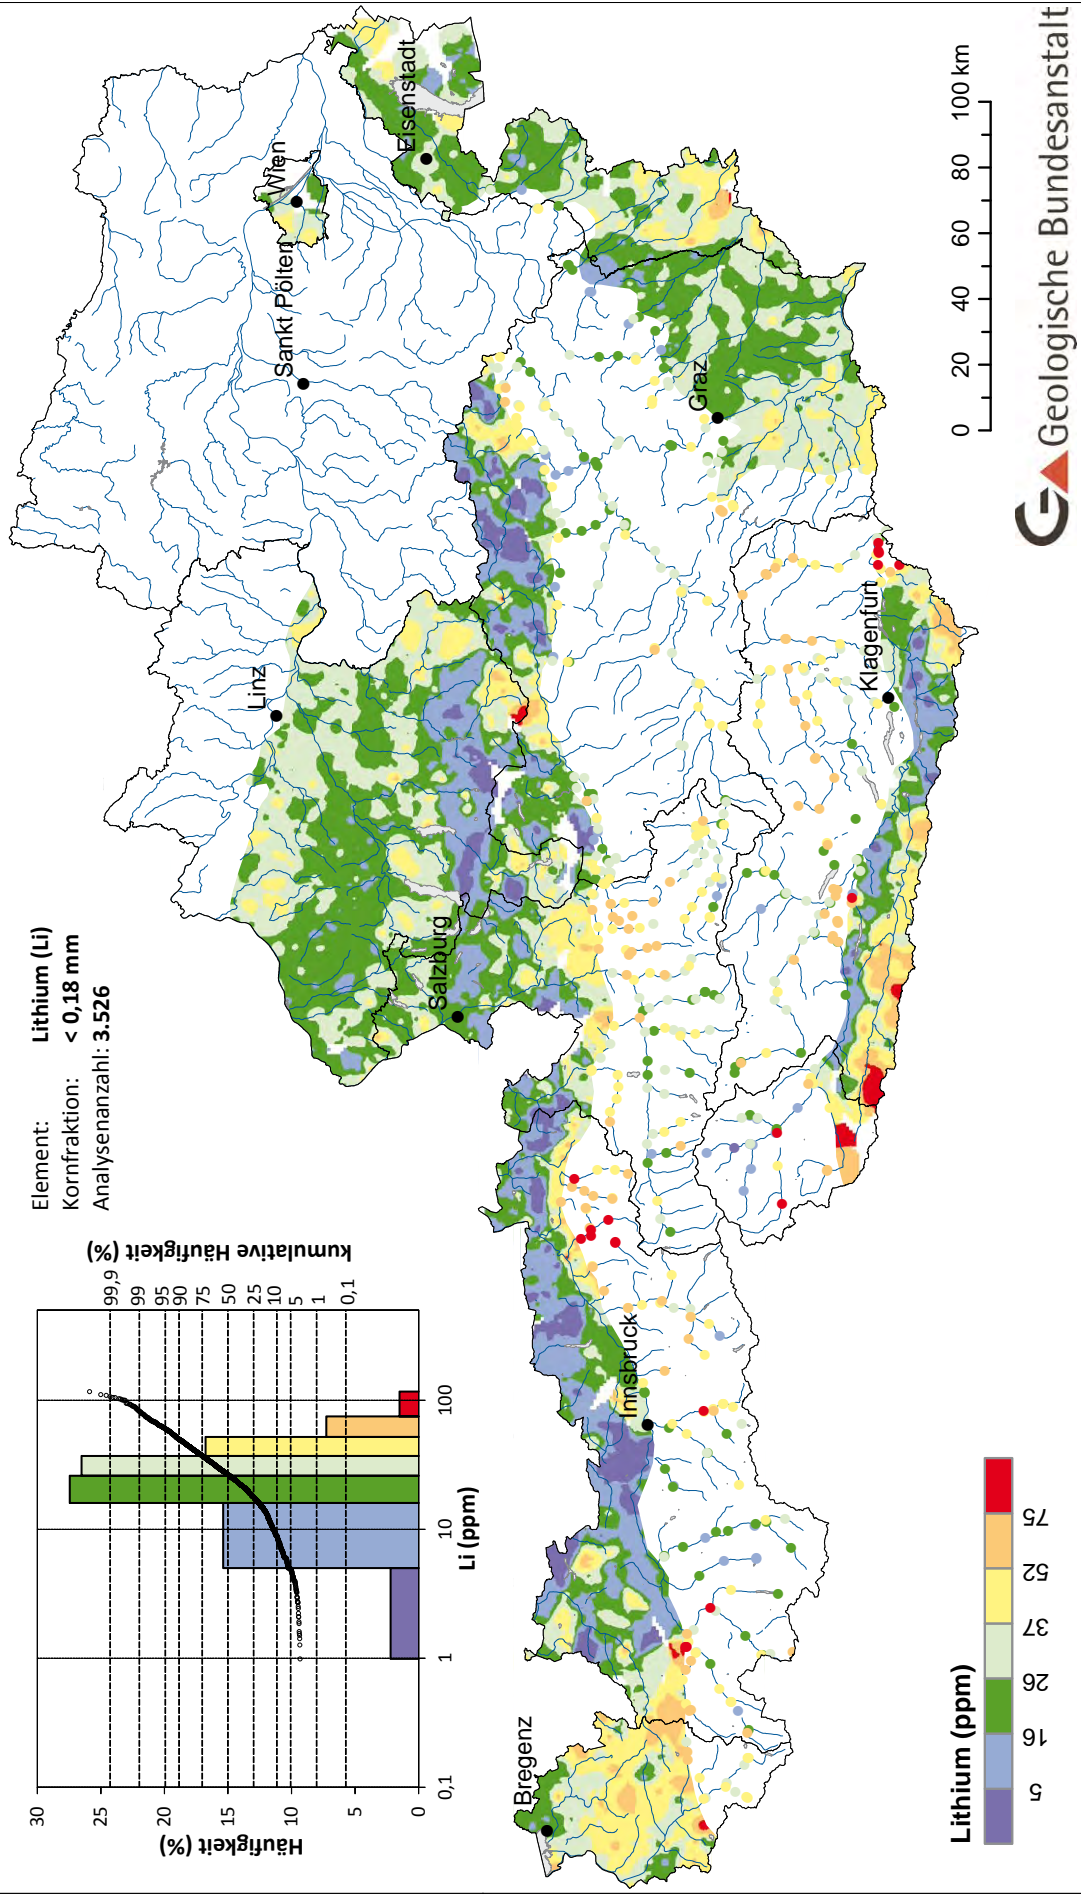 Element: Lithium (Li)
Kornfraktion: < 0,18 mm
Analysenanzahl: 3.526
Häufigkeit (%)
30
25
20
15
10
5
0
kumulative Häufigkeit (%)
99,9
99
95
90
75
50
25
10
5
1
0,1
0,1
1
10
100
Li (ppm)
Wien
Eisenstadt
Sankt Pölten
Linz
Salzburg
Graz
Klagenfurt
Innsbruck
Bregenz
Lithium (ppm)
5
16
26
37
52
75
0 20 40 60 80 100 km
Geologische Bundesanstalt